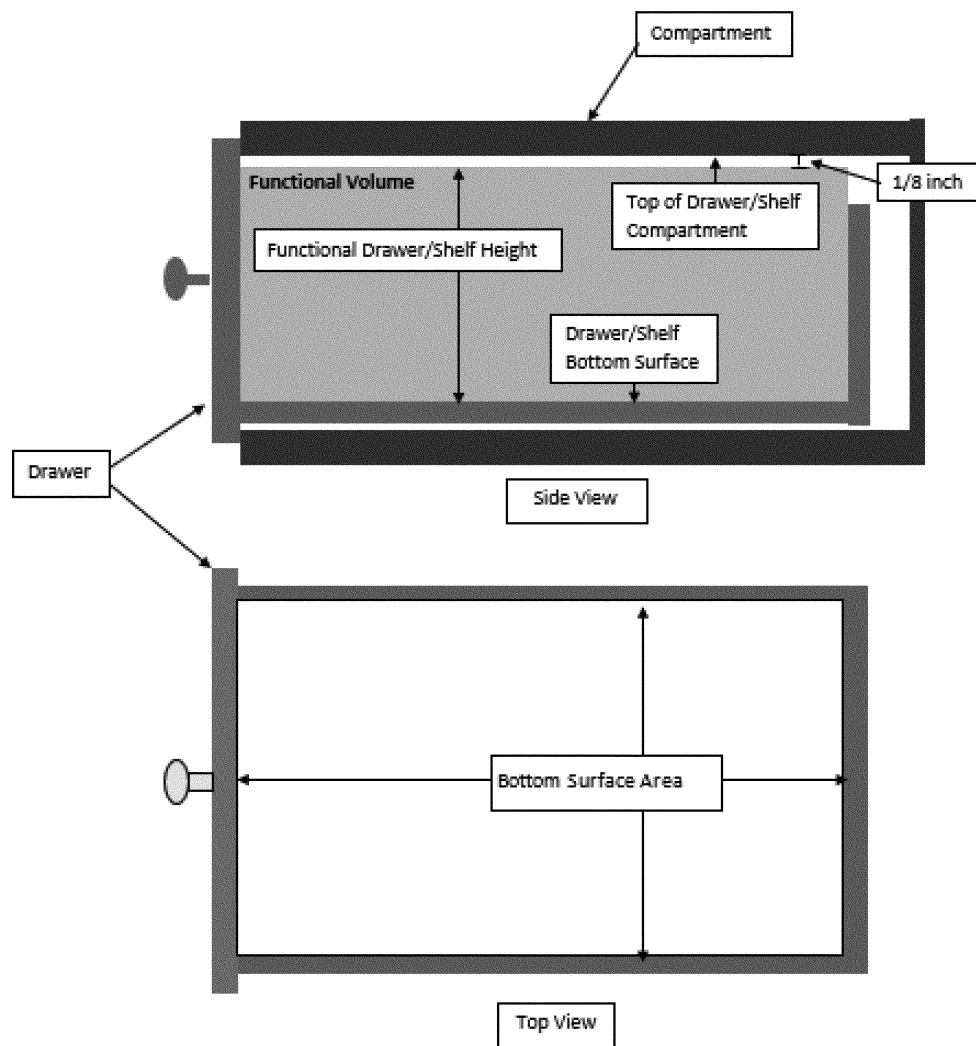 Compartment
Functional Volume
1/8 inch
Top of Drawer/Shelf
Compartment
Functional Drawer/Shelf Height
Drawer/Shelf
Bottom Surface
Drawer
Side View
Bottom Surface Area
Top View